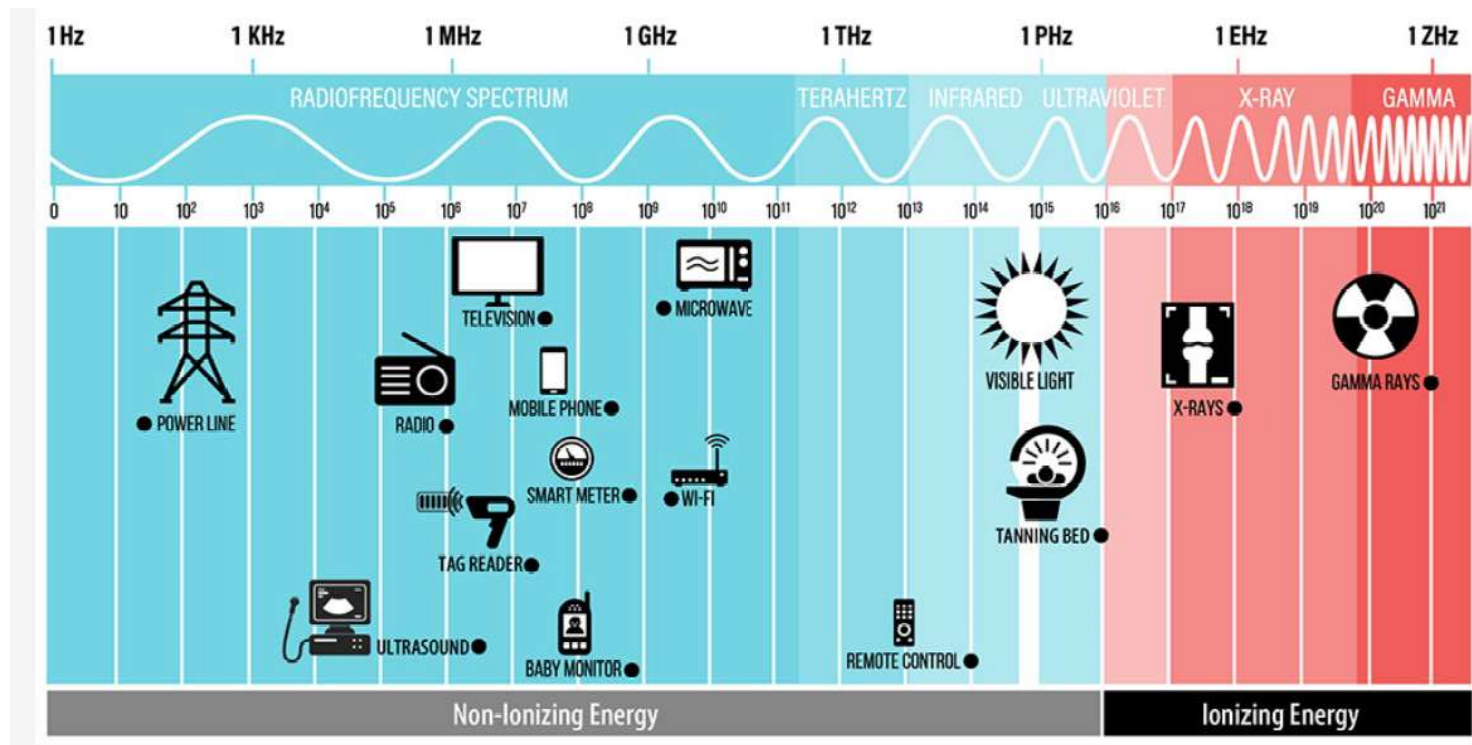 1 Hz 1 KHz 1 MHz 1 GHz 1 THz 1 PHz 1 EHz 1 ZHz
RADIOFREQUENCY SPECTRUM TERAHERTZ INFRARED ULTRAVIOLET X-RAY GAMMA
0 10 10² 10³ 10⁴ 10⁵ 10⁶ 10⁷ 10⁸ 10⁹ 10¹⁰ 10¹¹ 10¹² 10¹³ 10¹⁴ 10¹⁵ 10¹⁶ 10¹⁷ 10¹⁸ 10¹⁹ 10²⁰ 10²¹
TELEVISION
MICROWAVE
VISIBLE LIGHT
GAMMA RAYS
MOBILE PHONE
X-RAYS
POWER LINE
RADIO
SMART METER
WI-FI
TANNING BED
TAG READER
ULTRASOUND
BABY MONITOR
REMOTE CONTROL
Non-Ionizing Energy Ionizing Energy